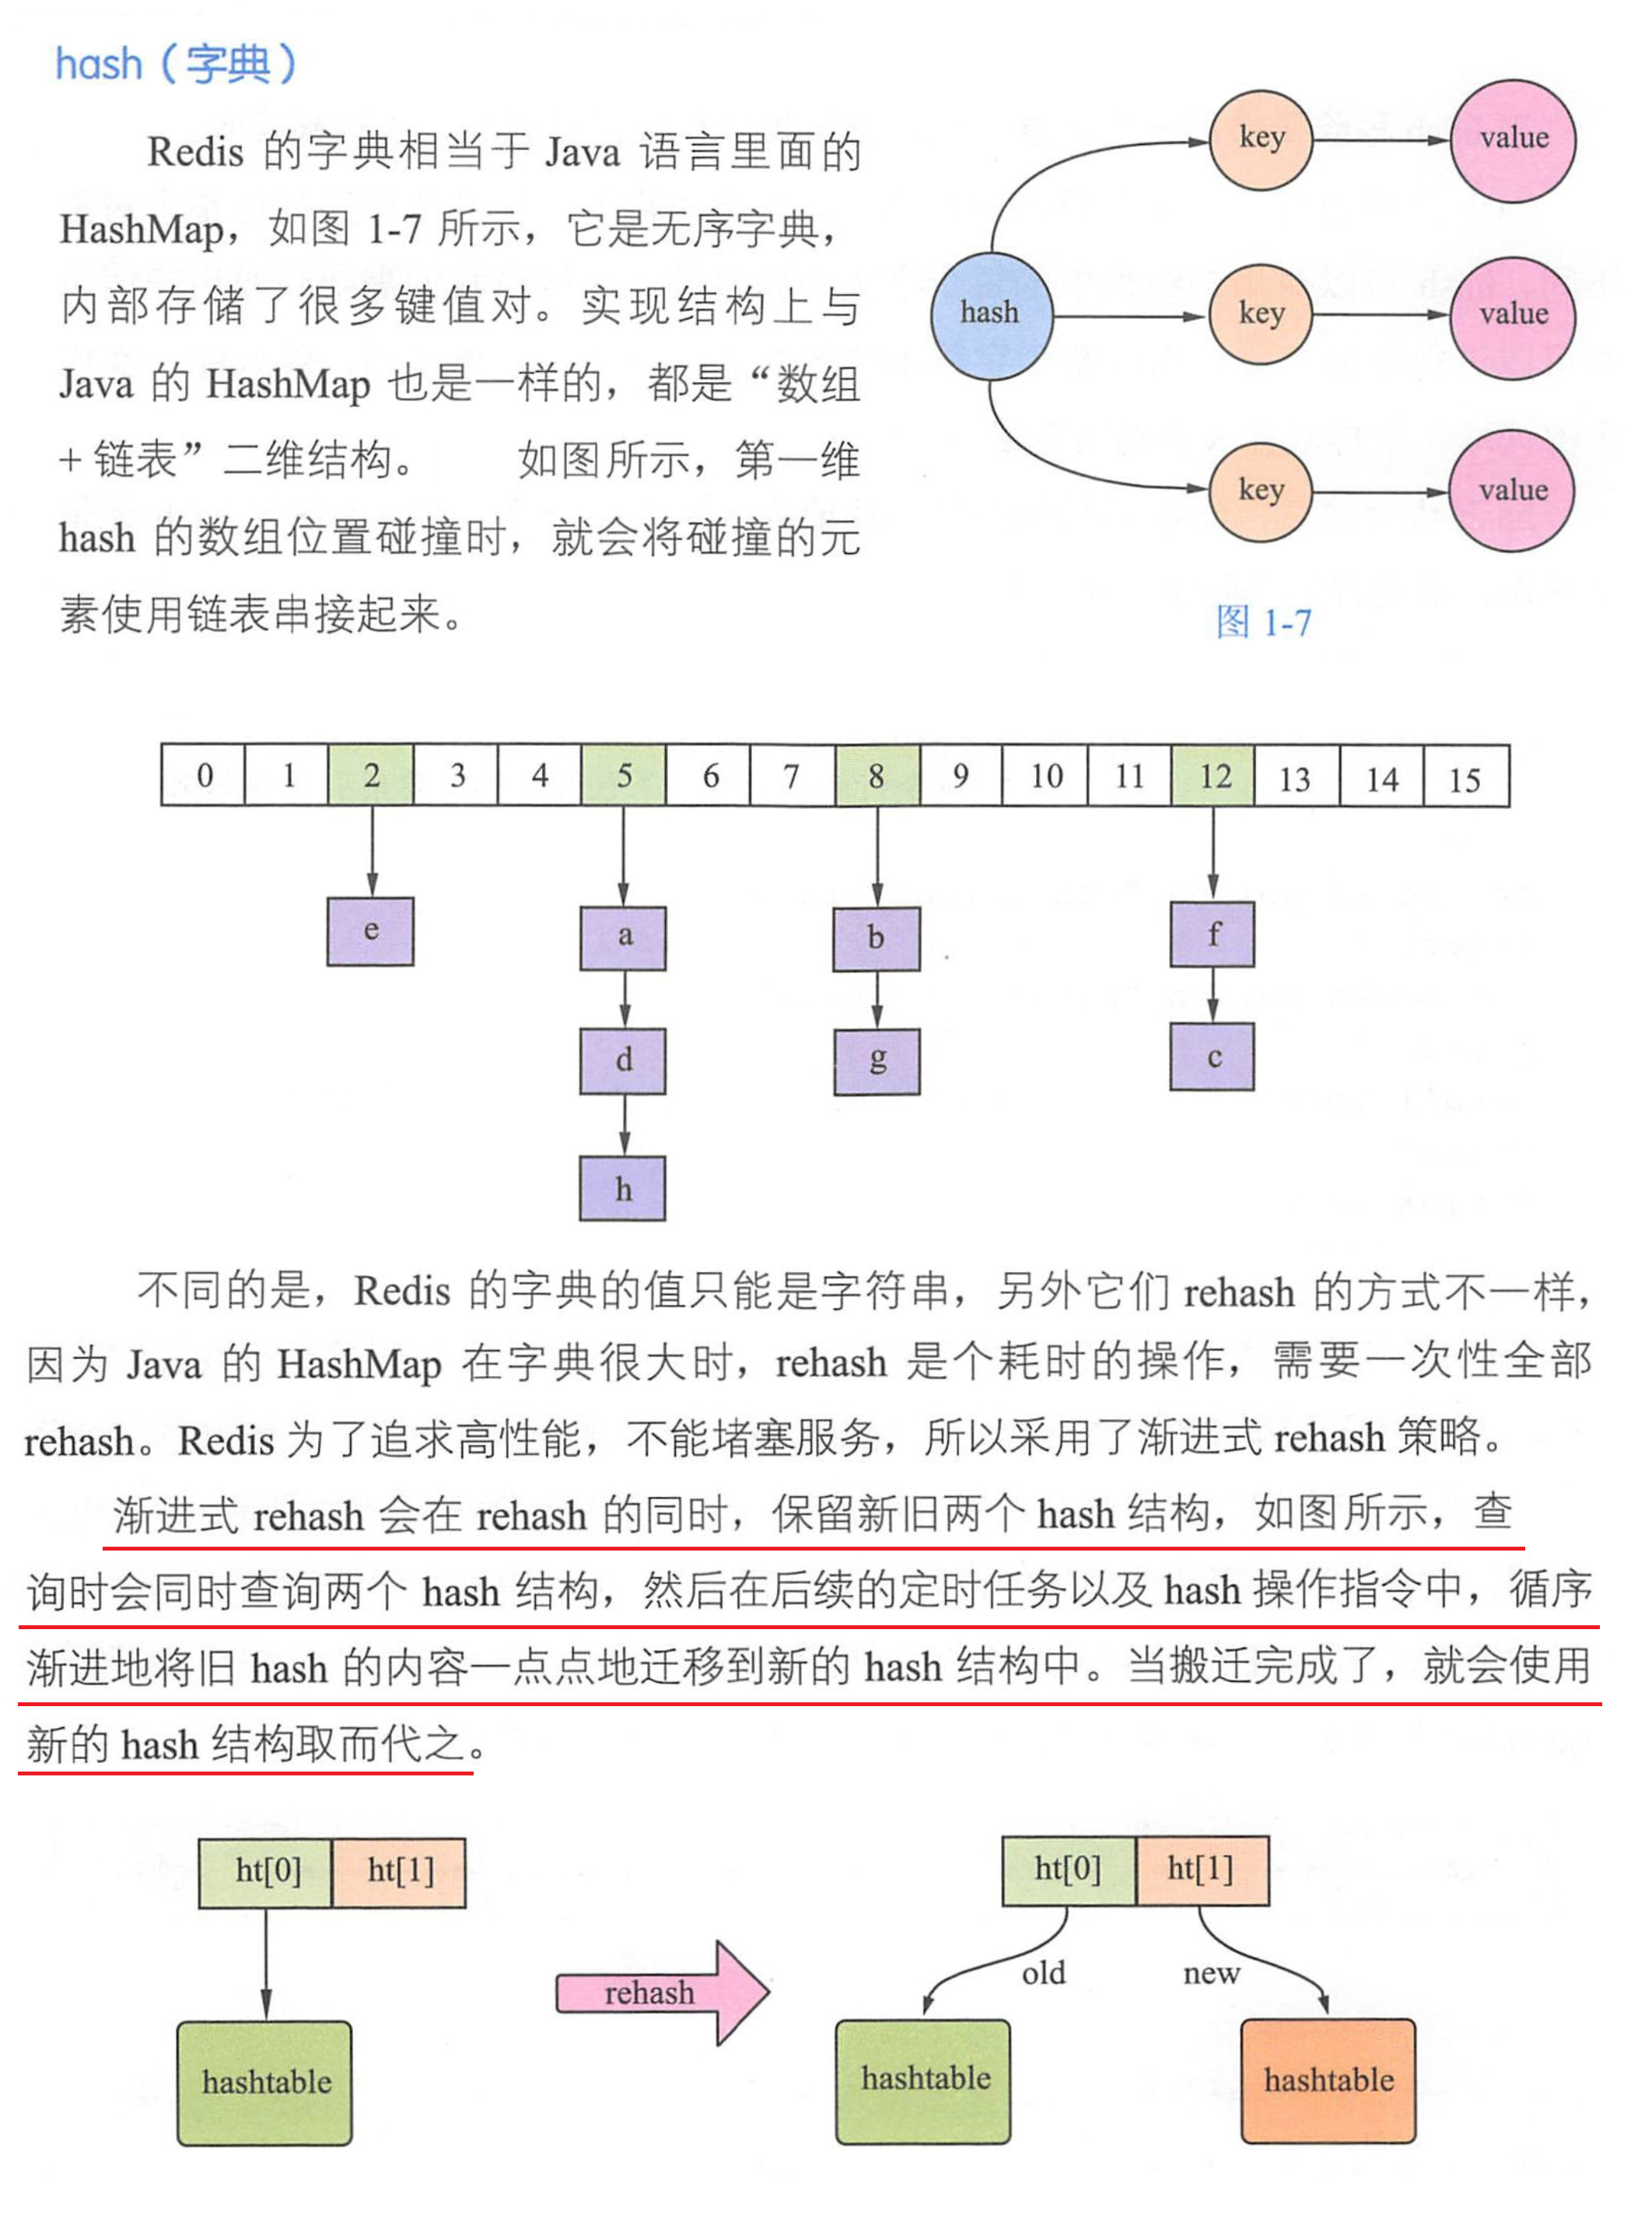 hash（字典）
Redis 的字典相当于 Java 语言里面的
HashMap，如图 1-7 所示，它是无序字典，
内部存储了很多键值对。实现结构上与
Java 的 HashMap 也是一样的，都是“数组
+ 链表”二维结构。 如图所示，第一维
hash 的数组位置碰撞时，就会将碰撞的元
素使用链表串接起来。
key value
hash key value
key value
图 1-7
0 1 2 3 4 5 6 7 8 9 10 11 12 13 14 15
e a b f
d g c
h
不同的是，Redis 的字典的值只能是字符串，另外它们 rehash 的方式不一样，
因为 Java 的 HashMap 在字典很大时，rehash 是个耗时的操作，需要一次性全部
rehash。Redis 为了追求高性能，不能堵塞服务，所以采用了渐进式 rehash 策略。
渐进式 rehash 会在 rehash 的同时，保留新旧两个 hash 结构，如图所示，查
询时会同时查询两个 hash 结构，然后在后续的定时任务以及 hash 操作指令中，循序
渐进地将旧 hash 的内容一点点地迁移到新的 hash 结构中。当搬迁完成了，就会使用
新的 hash 结构取而代之。
ht[0] ht[1] ht[0] ht[1]
old new
rehash
hashtable hashtable hashtable